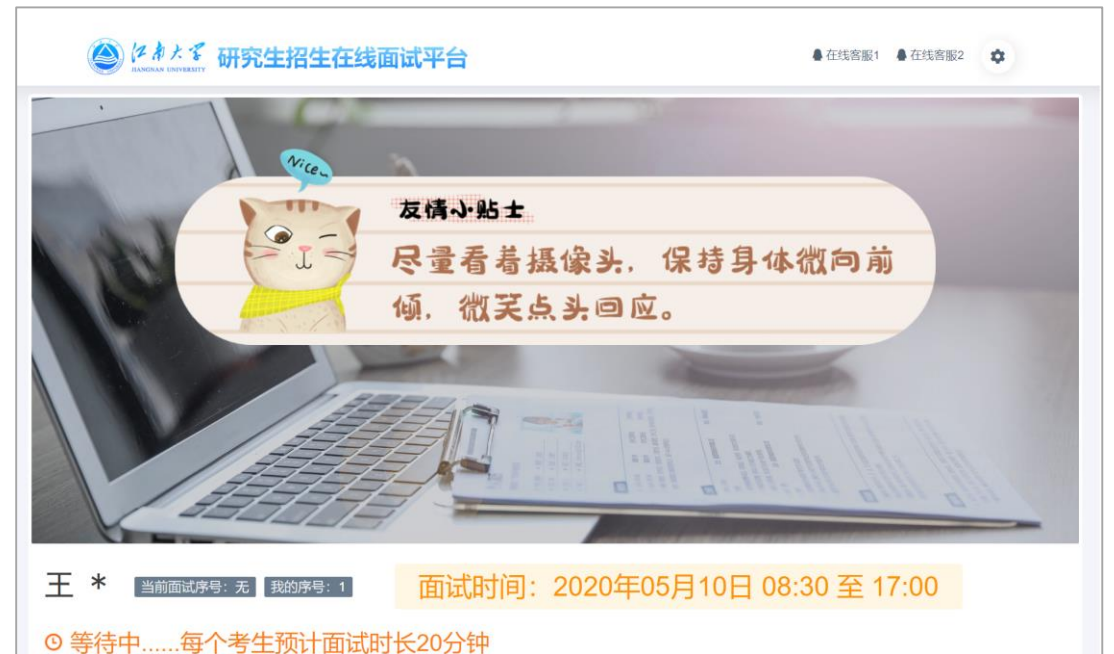 江南大学 研究生招生在线面试平台
JIANGNAN UNIVERSITY
在线客服1 在线客服2
Nice~
友情小贴士
尽量看着摄像头，保持身体微向前
倾，微笑点头回应。
王 * 当前面试序号：无 我的序号：1 面试时间：2020年05月10日 08:30 至 17:00
等待中......每个考生预计面试时长20分钟